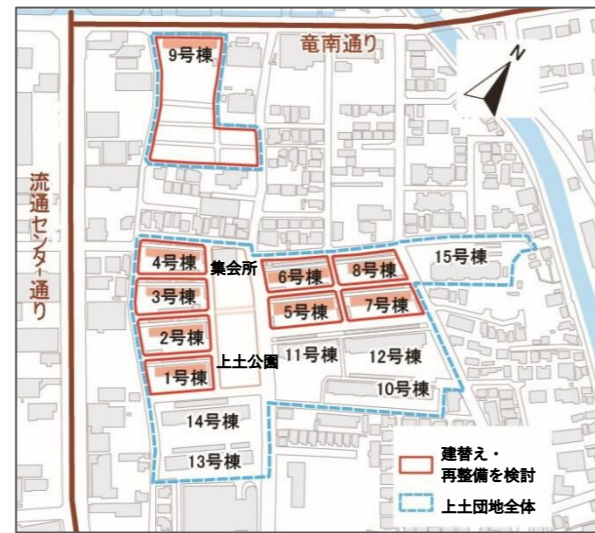 竜南通り
9号棟
N
流通センター通り
4号棟
集会所
6号棟
8号棟
15号棟
3号棟
5号棟
7号棟
2号棟
上土公園
11号棟
12号棟
1号棟
10号棟
14号棟
13号棟
建替え・
再整備を検討
上土団地全体